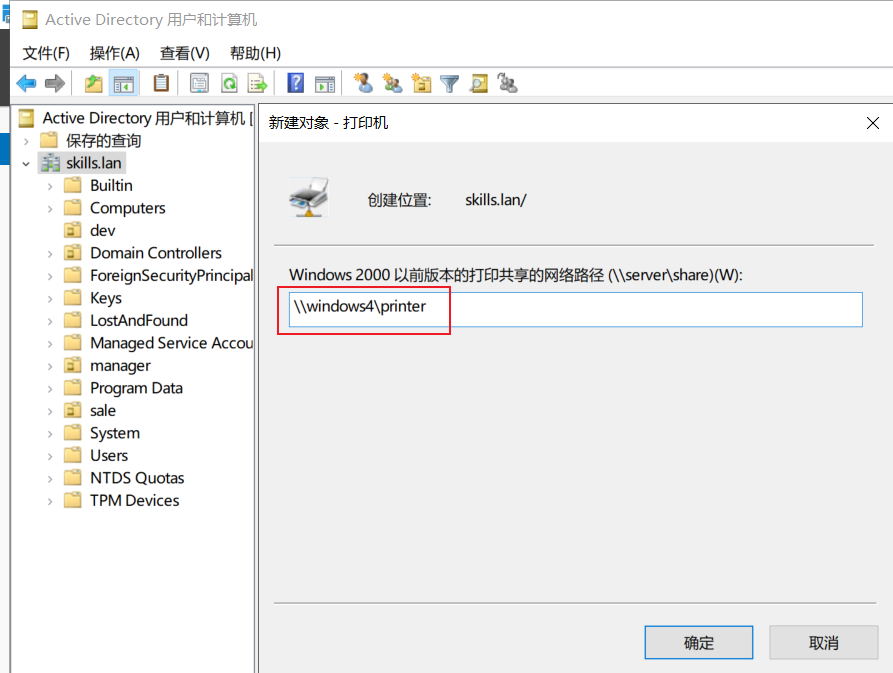 Active Directory 用户和计算机
文件(F) 操作(A) 查看(V) 帮助(H)
Active Directory 用户和计算机 [
保存的查询
skills.lan
Builtin
Computers
dev
Domain Controllers
ForeignSecurityPrincipal
Keys
LostAndFound
Managed Service Accou
manager
Program Data
sale
System
Users
NTDS Quotas
TPM Devices
新建对象 - 打印机
创建位置: skills.lan/
Windows 2000 以前版本的打印共享的网络路径 (\\server\share)(W):
\\windows4\printer
确定 取消